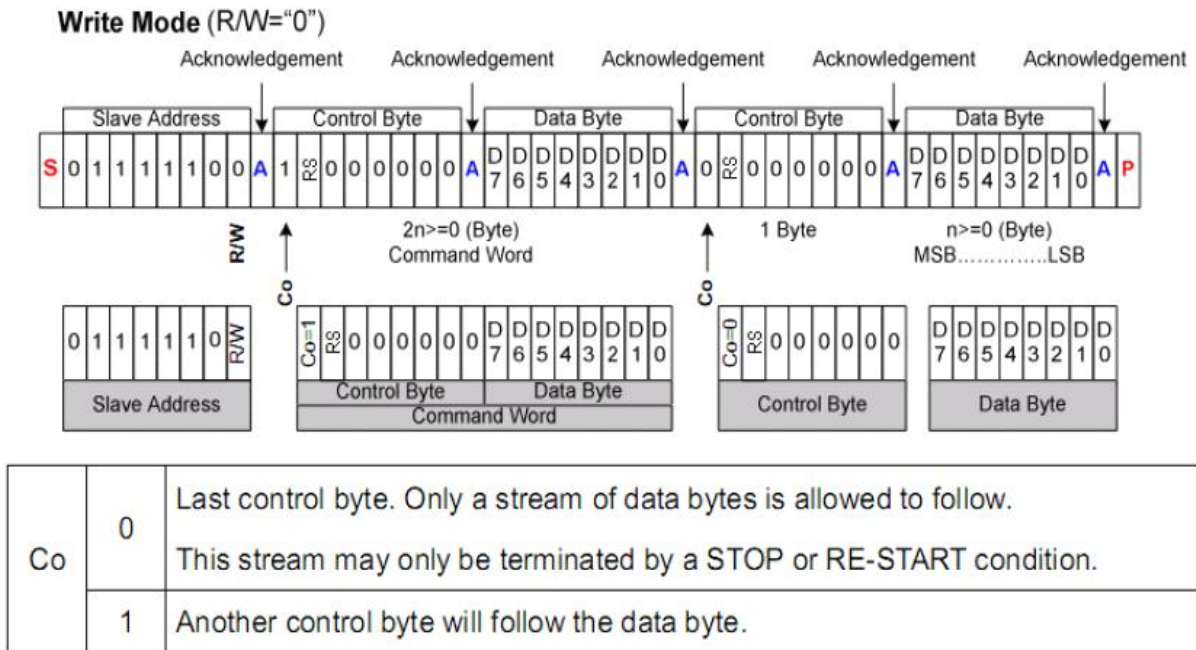 Write Mode (R/W=“0”)
Acknowledgement Acknowledgement Acknowledgement Acknowledgement Acknowledgement
Slave Address Control Byte Data Byte Control Byte Data Byte
S 0 1 1 1 1 1 0 0 A 1 RS 0 0 0 0 0 0 A D7 D6 D5 D4 D3 D2 D1 D0 A 0 RS 0 0 0 0 0 0 A D7 D6 D5 D4 D3 D2 D1 D0 A P
R/W 2n>=0 (Byte) 1 Byte n>=0 (Byte)
Command Word MSB..............LSB
Co Co
0 1 1 1 1 1 0 R/W Co=1 RS 0 0 0 0 0 0 D7 D6 D5 D4 D3 D2 D1 D0 Co=0 RS 0 0 0 0 0 0 D7 D6 D5 D4 D3 D2 D1 D0
Slave Address Control Byte Data Byte Control Byte Data Byte
Command Word
Co 0 Last control byte. Only a stream of data bytes is allowed to follow.
This stream may only be terminated by a STOP or RE-START condition.
1 Another control byte will follow the data byte.